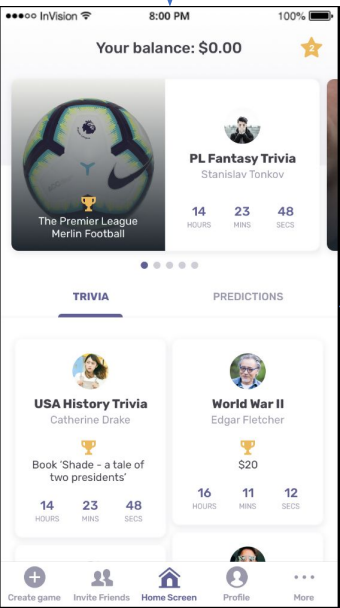 InVision
8:00 PM
100%
Your balance: $0.00
2
The Premier League
Merlin Football
PL Fantasy Trivia
Stanislav Tonkov
14 23 48
HOURS MINS SECS
TRIVIA PREDICTIONS
USA History Trivia
Catherine Drake
Book ‘Shade - a tale of
two presidents’
14 23 48
HOURS MINS SECS
World War II
Edgar Fletcher
$20
16 11 12
HOURS MINS SECS
Create game Invite Friends Home Screen Profile More